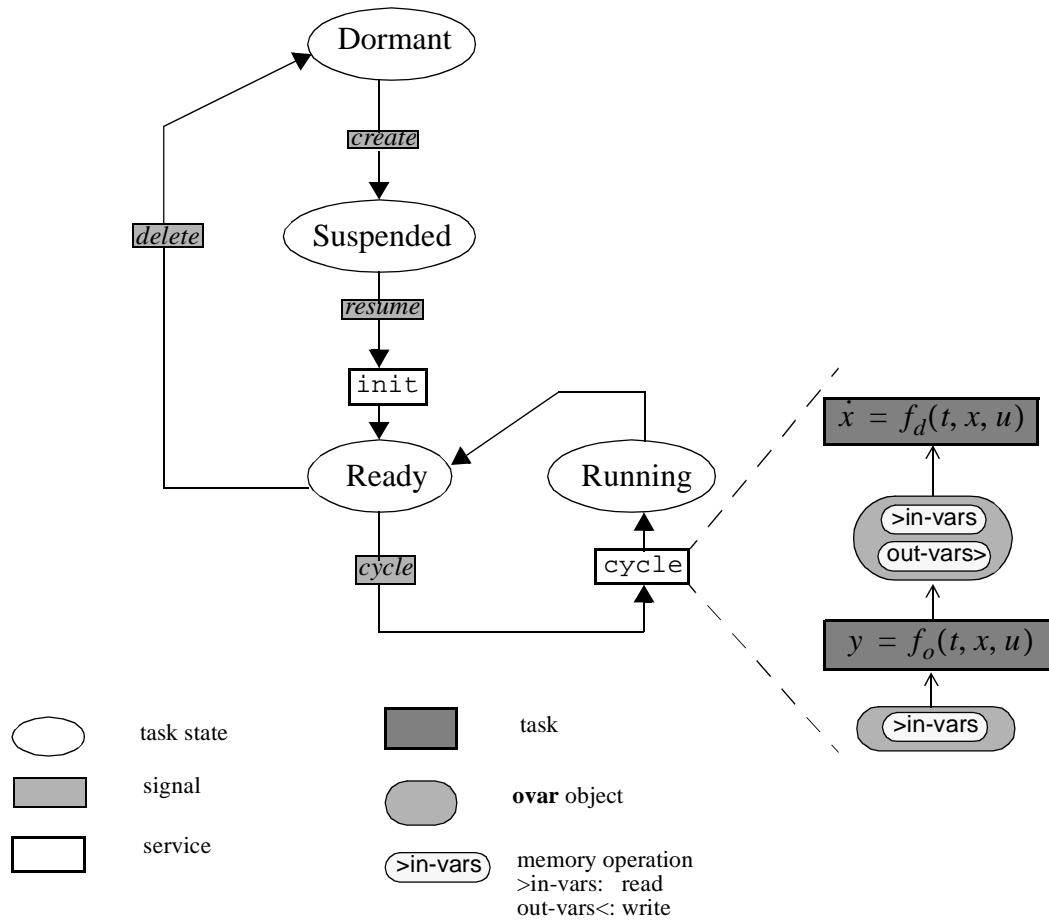 Dormant
create
Suspended
delete
resume
init
ẋ = f_d(t, x, u)
Ready
Running
>in-vars
out-vars>
cycle
cycle
y = f_o(t, x, u)
>in-vars
task state
task
signal
ovar object
service
>in-vars
memory operation
>in-vars: read
out-vars<: write